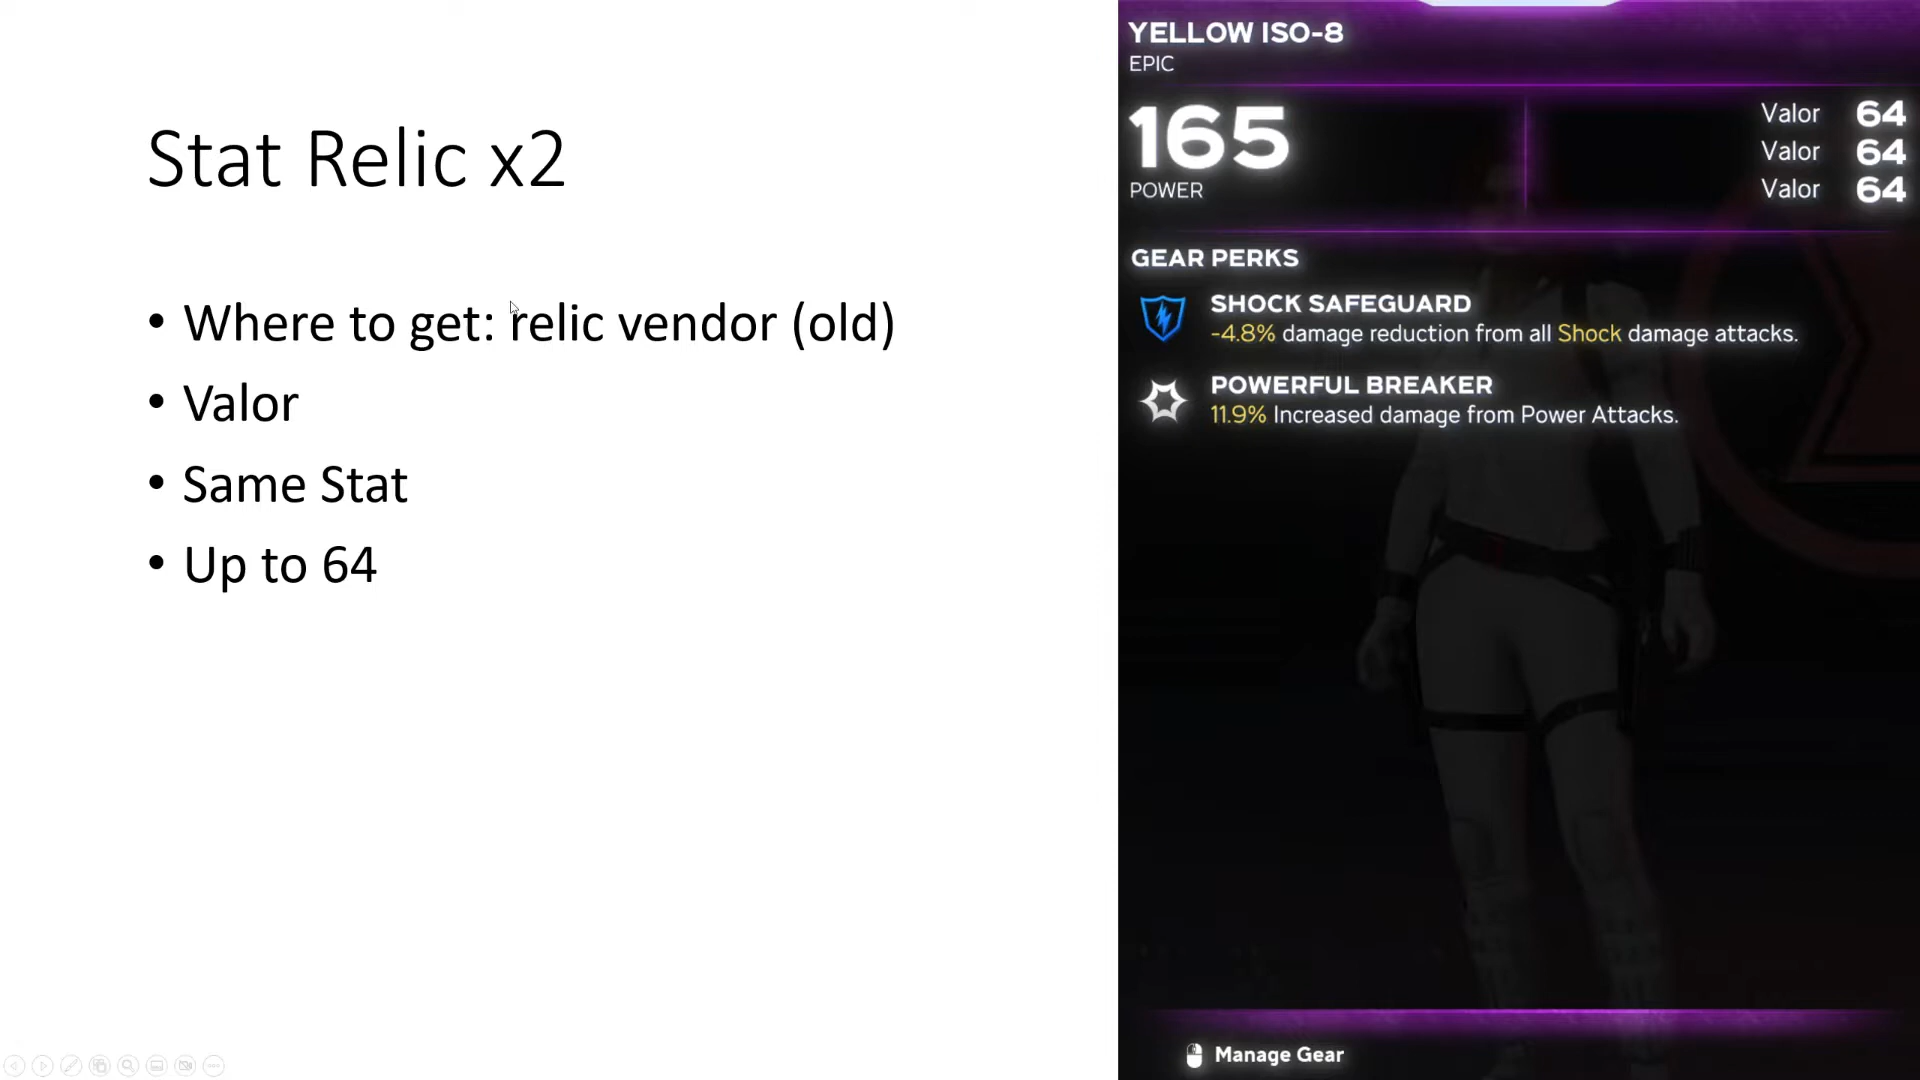 Stat Relic x2
• Where to get: relic vendor (old)
• Valor
• Same Stat
• Up to 64
YELLOW ISO-8
EPIC
165
POWER
Valor 64
Valor 64
Valor 64
GEAR PERKS
SHOCK SAFEGUARD
-4.8% damage reduction from all Shock damage attacks.
POWERFUL BREAKER
11.9% Increased damage from Power Attacks.
Manage Gear